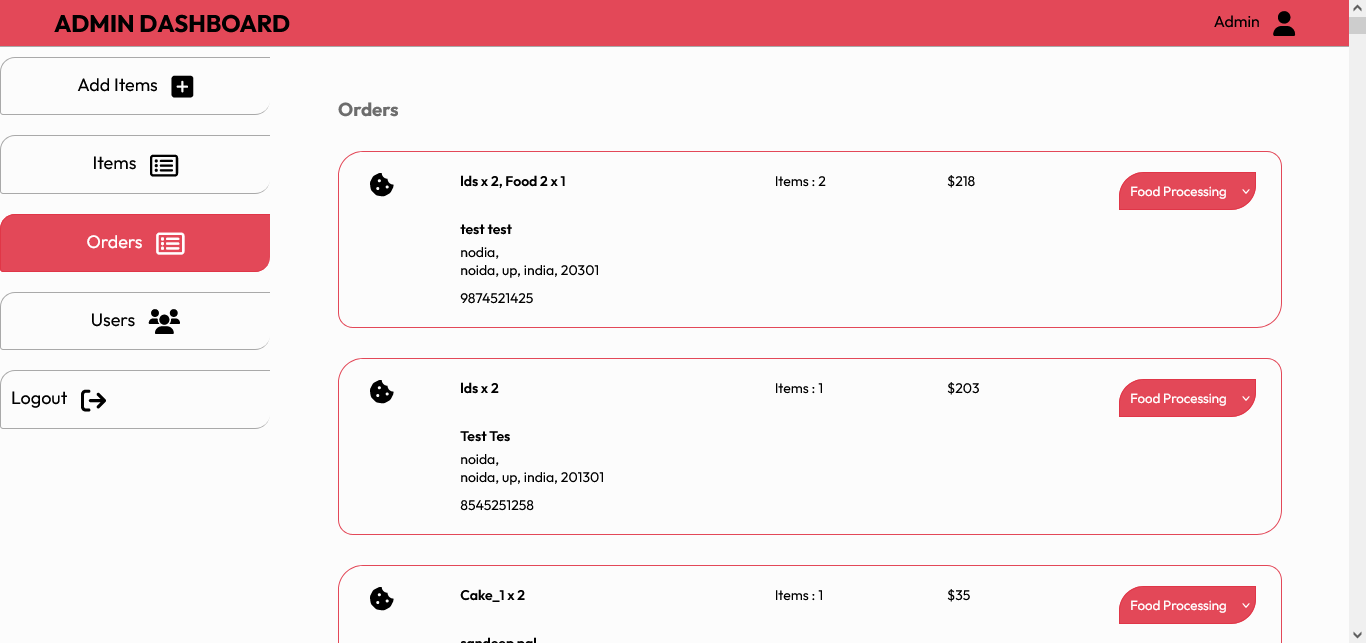 ADMIN DASHBOARD
Admin
Add Items
Items
Orders
Users
Logout
Orders
Ids x 2, Food 2 x 1
Items : 2
$218
Food Processing
test test
nodia,
noida, up, india, 20301
9874521425
Ids x 2
Items : 1
$203
Food Processing
Test Tes
noida,
noida, up, india, 201301
8545251258
Cake_1 x 2
Items : 1
$35
Food Processing
sandeep pal